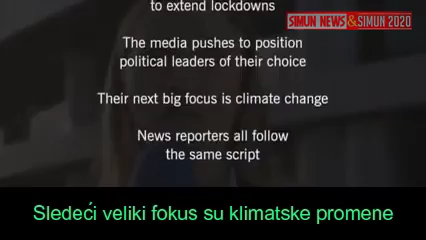 to extend lockdowns
SIMUN NEWS & SIMUN 2020
The media pushes to position
political leaders of their choice
Their next big focus is climate change
News reporters all follow
the same script
Sledeći veliki fokus su klimatske promene